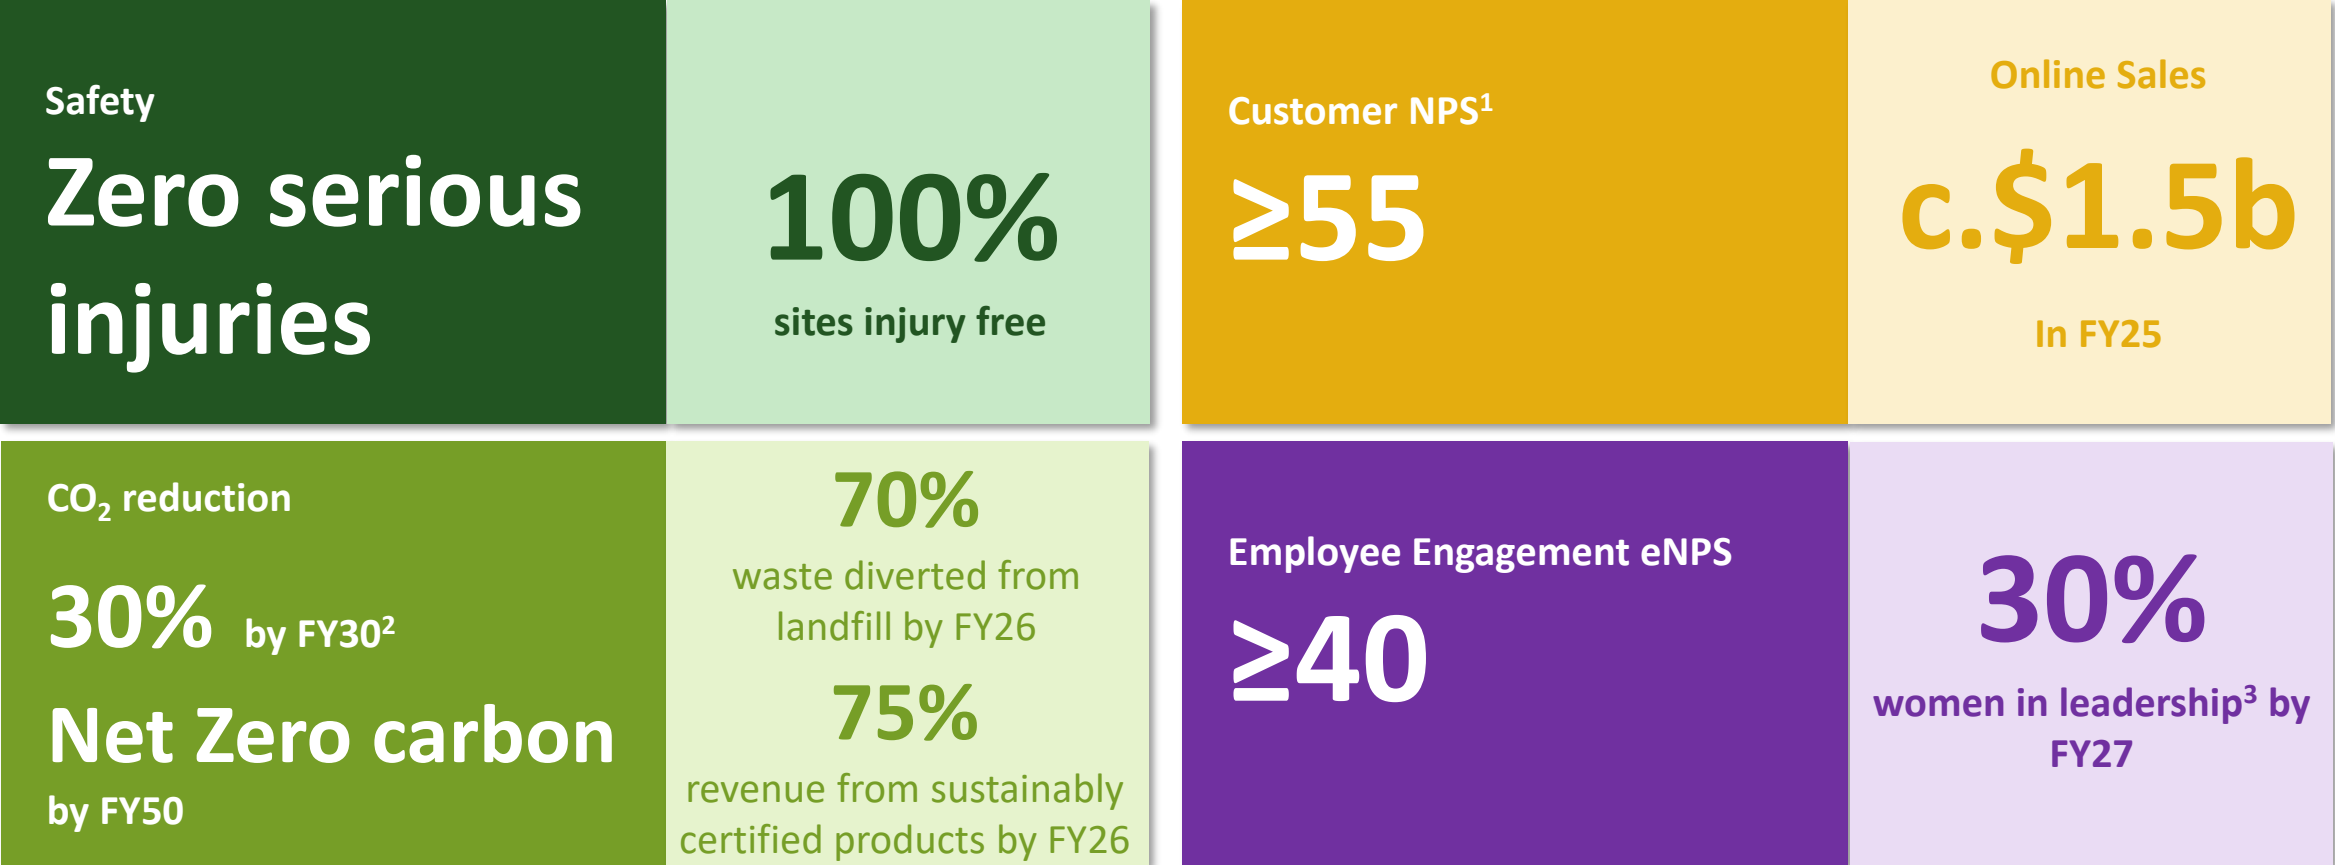 Safety
Zero serious
injuries
100%
sites injury free
Customer NPS¹
≥55
Online Sales
c.$1.5b
In FY25
CO₂ reduction
30% by FY30²
Net Zero carbon
by FY50
70%
waste diverted from
landfill by FY26
75%
revenue from sustainably
certified products by FY26
Employee Engagement eNPS
≥40
30%
women in leadership³ by
FY27